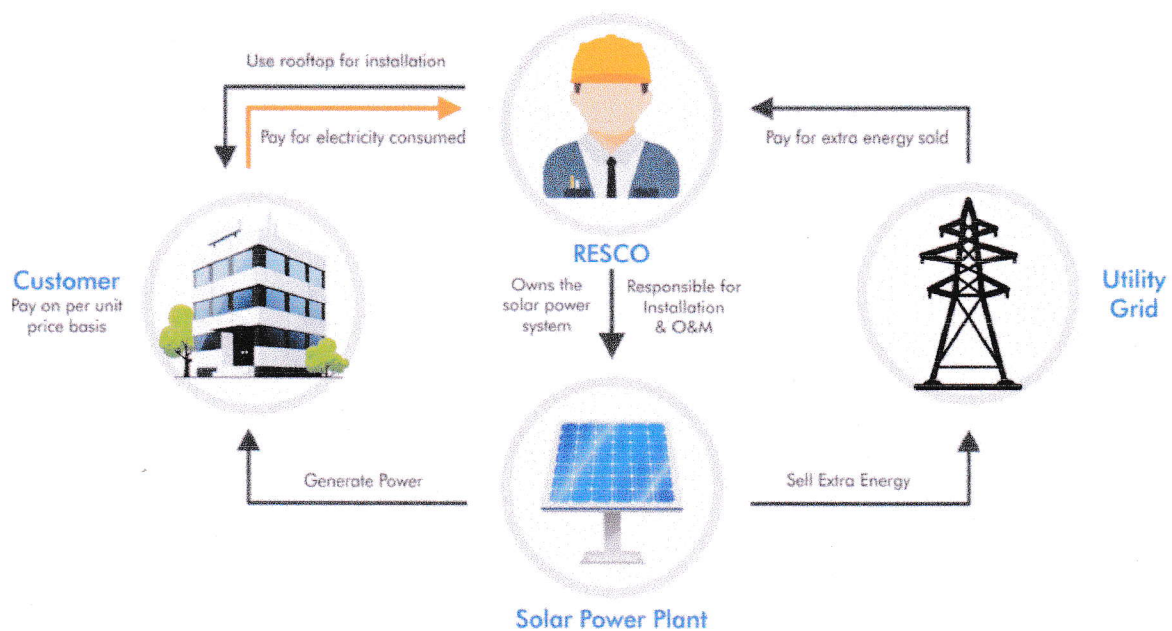 Use rooftop for installation
Pay for electricity consumed
Pay for extra energy sold
RESCO
Customer
Pay on per unit
price basis
Owns the
solar power
system
Responsible for
Installation
& O&M
Utility
Grid
Generate Power
Sell Extra Energy
Solar Power Plant